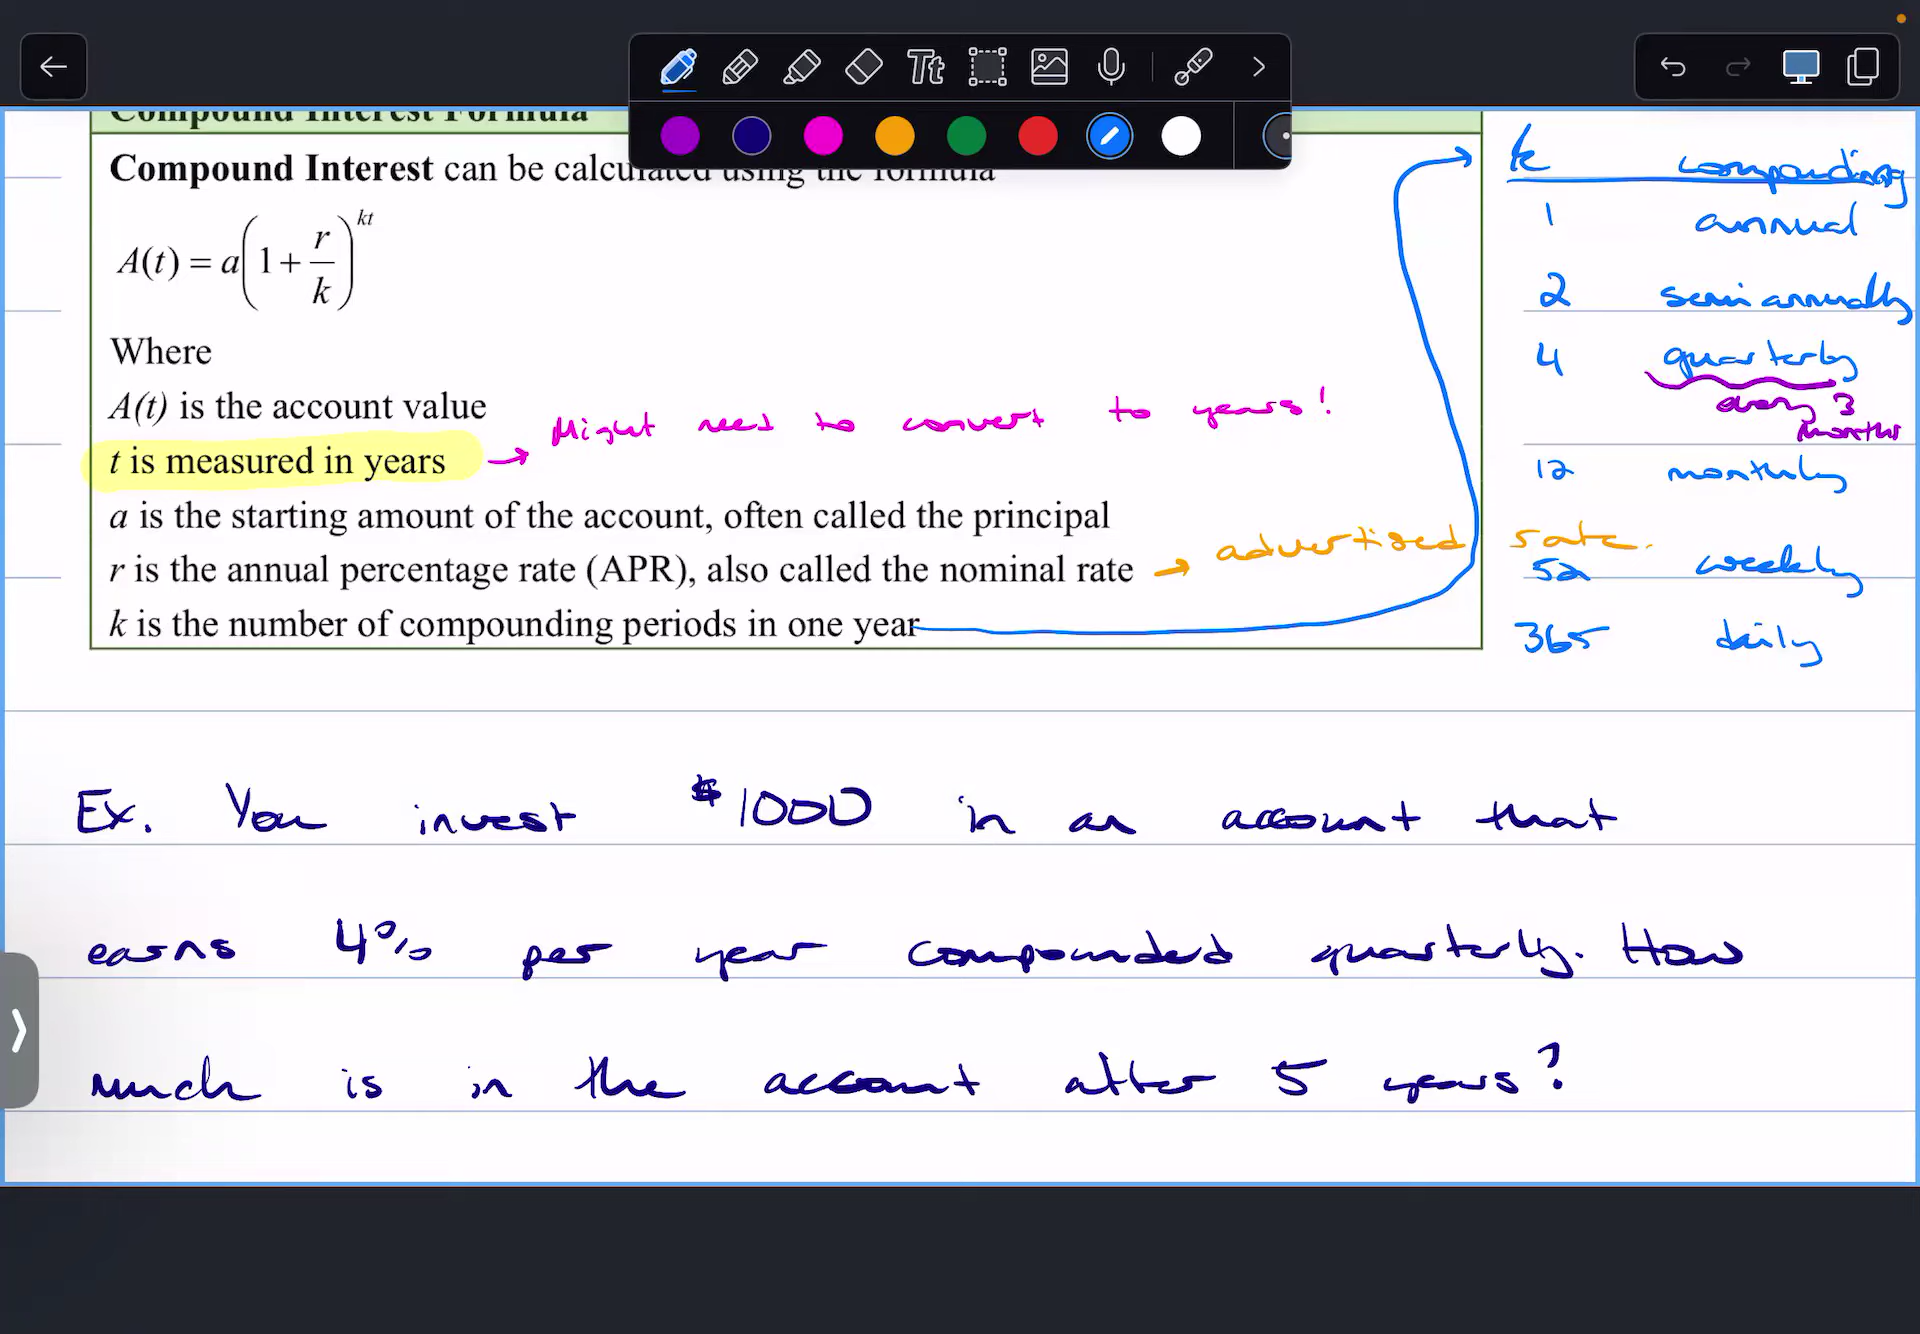 Tt
Compound Interest Formula
Compound Interest can be calculated using the formula
A(t) = a(1 + r/k)^kt
Where
A(t) is the account value
t is measured in years → Might need to convert to years!
a is the starting amount of the account, often called the principal
r is the annual percentage rate (APR), also called the nominal rate → advertised rate.
k is the number of compounding periods in one year
k compounding
1 annual
2 semiannually
4 quarterly
every 3
months
12 monthly
52 weekly
365 daily
Ex. You invest $1000 in an account that
earns 4% per year compounded quarterly. How
much is in the account after 5 years?